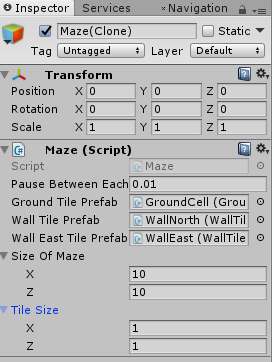 Inspector Services Navigation
Maze(Clone) Static
Tag Untagged Layer Default
Transform
Position X 0 Y 0 Z 0
Rotation X 0 Y 0 Z 0
Scale X 1 Y 1 Z 1
Maze (Script)
Script Maze
Pause Between Each 0.01
Ground Tile Prefab GroundCell (Grou
Wall Tile Prefab WallNorth (WallTil
Wall East Tile Prefab WallEast (WallTile
Size Of Maze
X 10
Z 10
Tile Size
X 1
Z 1